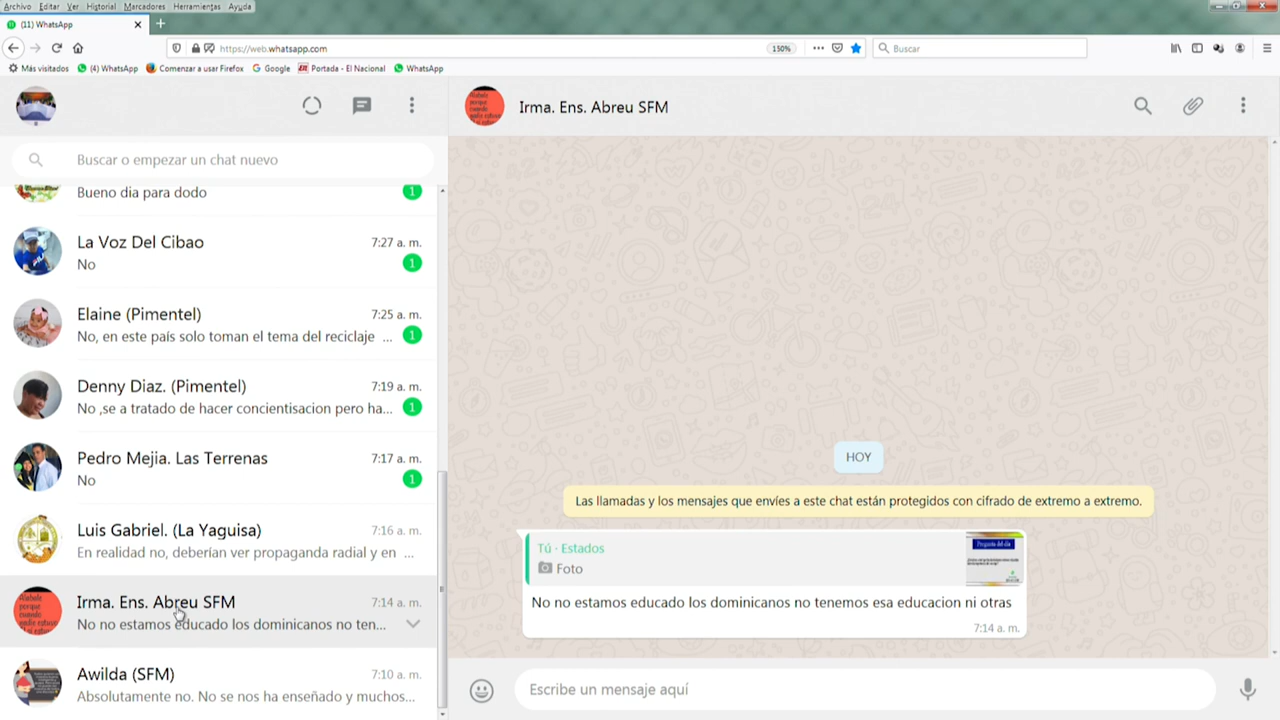 Archivo Editar Ver Historial Marcadores Herramientas Ayuda
(11) WhatsApp
https://web.whatsapp.com
150%
Buscar
Más visitados (4) WhatsApp Comenzar a usar Firefox Google Portada - El Nacional WhatsApp
Irma. Ens. Abreu SFM
Buscar o empezar un chat nuevo
Bueno dia para dodo
1
La Voz Del Cibao 7:27 a. m.
No 1
Elaine (Pimentel) 7:25 a. m.
No, en este país solo toman el tema del reciclaje ... 1
Denny Diaz. (Pimentel) 7:19 a. m.
No ,se a tratado de hacer concientisacion pero ha... 1
Pedro Mejia. Las Terrenas 7:17 a. m.
No 1
Luis Gabriel. (La Yaguisa) 7:16 a. m.
En realidad no, deberían ver propaganda radial y en ...
Irma. Ens. Abreu SFM 7:14 a. m.
No no estamos educado los dominicanos no ten...
Awilda (SFM) 7:10 a. m.
Absolutamente no. No se nos ha enseñado y muchos...
HOY
Las llamadas y los mensajes que envíes a este chat están protegidos con cifrado de extremo a extremo.
Tú · Estados
Foto
Pregunta del día
No no estamos educado los dominicanos no tenemos esa educacion ni otras
7:14 a. m.
Escribe un mensaje aquí